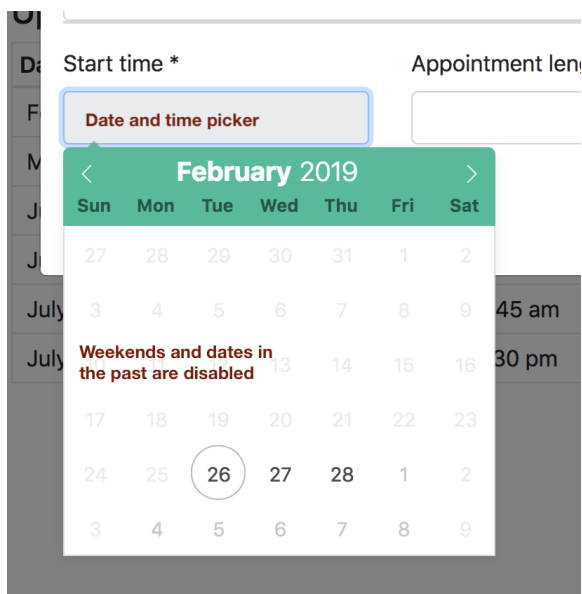 Start time *
Appointment len
Date and time picker
February 2019
Sun Mon Tue Wed Thu Fri Sat
27 28 29 30 31 1 2
3 4 5 6 7 8 9
July
45 am
Weekends and dates in
the past are disabled
13 14 15 16
July
30 pm
17 18 19 20 21 22 23
24 25 26 27 28 1 2
3 4 5 6 7 8 9